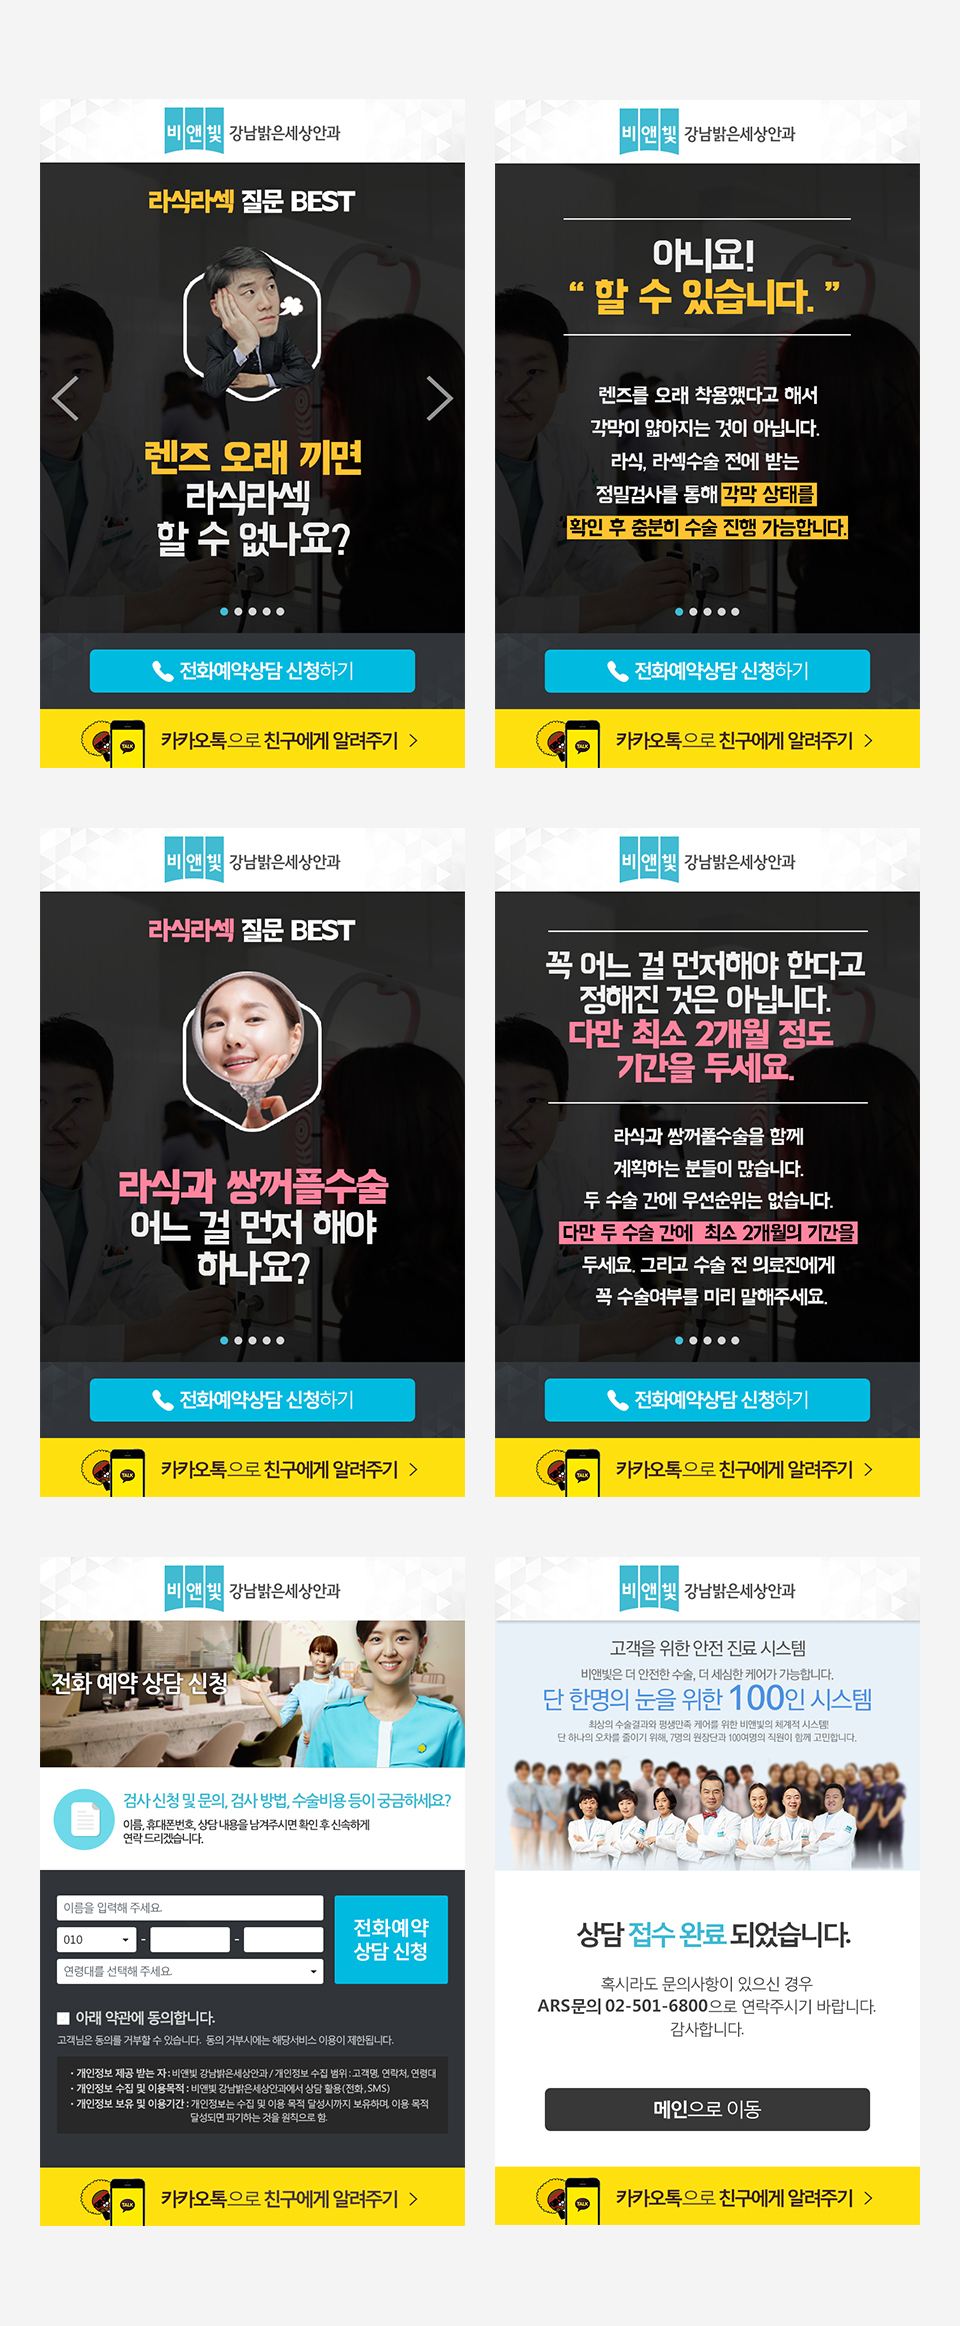 비앤빛 강남밝은세상안과
라식라섹 질문 BEST
렌즈 오래 끼면
라식라섹
할 수 없나요?
전화예약상담 신청하기
TALK
카카오톡으로 친구에게 알려주기
비앤빛 강남밝은세상안과
아니요!
“ 할 수 있습니다. ”
렌즈를 오래 착용했다고 해서
각막이 얇아지는 것이 아닙니다.
라식, 라섹수술 전에 받는
정밀검사를 통해 각막 상태를
확인 후 충분히 수술 진행 가능합니다.
전화예약상담 신청하기
TALK
카카오톡으로 친구에게 알려주기
비앤빛 강남밝은세상안과
라식라섹 질문 BEST
라식과 쌍꺼풀수술
어느 걸 먼저 해야
하나요?
전화예약상담 신청하기
TALK
카카오톡으로 친구에게 알려주기
비앤빛 강남밝은세상안과
꼭 어느 걸 먼저해야 한다고
정해진 것은 아닙니다.
다만 최소 2개월 정도
기간을 두세요.
라식과 쌍꺼풀수술을 함께
계획하는 분들이 많습니다.
두 수술 간에 우선순위는 없습니다.
다만 두 수술 간에 최소 2개월의 기간을
두세요. 그리고 수술 전 의료진에게
꼭 수술여부를 미리 말해주세요.
전화예약상담 신청하기
TALK
카카오톡으로 친구에게 알려주기
비앤빛 강남밝은세상안과
전화 예약 상담 신청
검사 신청 및 문의, 검사 방법, 수술비용 등이 궁금하세요?
이름, 휴대폰번호, 상담 내용을 남겨주시면 확인 후 신속하게
연락 드리겠습니다.
이름을 입력해 주세요.
010 - -
연령대를 선택해 주세요.
전화예약
상담 신청
아래 약관에 동의합니다.
고객님은 동의를 거부할 수 있습니다. 동의 거부시에는 해당서비스 이용이 제한됩니다.
· 개인정보 제공 받는 자 : 비앤빛 강남밝은세상안과 / 개인정보 수집 범위 : 고객명, 연락처, 연령대
· 개인정보 수집 및 이용목적 : 비앤빛 강남밝은세상안과에서 상담 활용(전화, SMS)
· 개인정보 보유 및 이용기간 : 개인정보는 수집 및 이용 목적 달성시까지 보유하며, 이용 목적
달성되면 파기하는 것을 원칙으로 함.
TALK
카카오톡으로 친구에게 알려주기
비앤빛 강남밝은세상안과
고객을 위한 안전 진료 시스템
비앤빛은 더 안전한 수술, 더 세심한 케어가 가능합니다.
단 한명의 눈을 위한 100인 시스템
최상의 수술결과와 평생만족 케어를 위한 비앤빛의 체계적 시스템!
단 하나의 오차를 줄이기 위해, 7명의 원장단과 100여명의 직원이 함께 고민합니다.
상담 접수 완료 되었습니다.
혹시라도 문의사항이 있으신 경우
ARS문의 02-501-6800으로 연락주시기 바랍니다.
감사합니다.
메인으로 이동
TALK
카카오톡으로 친구에게 알려주기